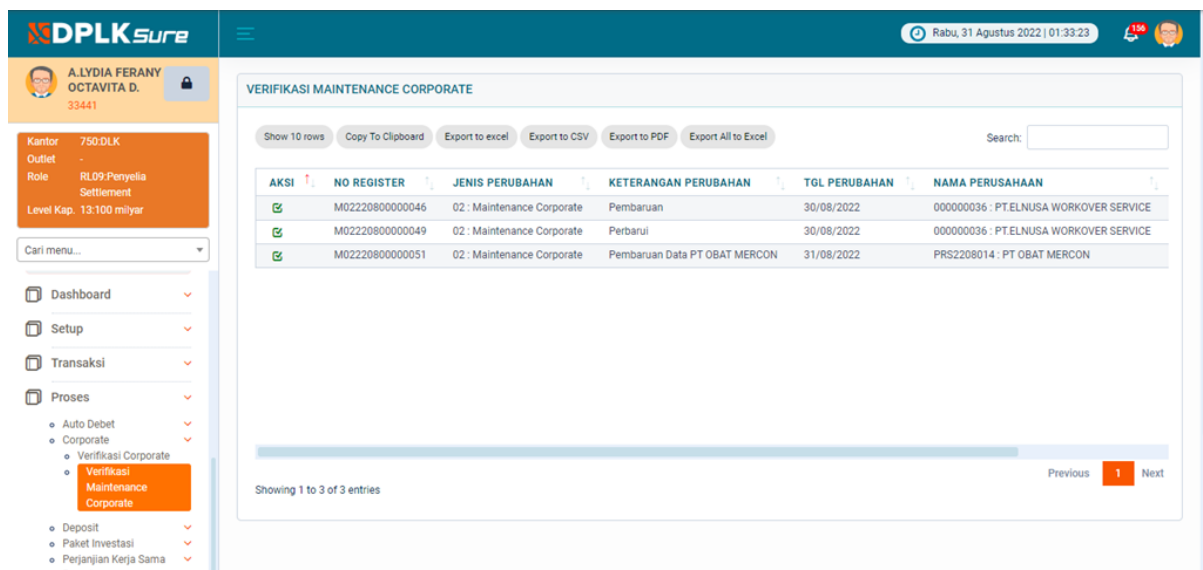 DPLKsure
Rabu, 31 Agustus 2022 | 01:33:23
156
A.LYDIA FERANY
OCTAVITA D.
33441
Kantor 750:DLK
Outlet -
Role RL09:Penyelia
Settlement
Level Kap. 13:100 milyar
Cari menu...
Dashboard
Setup
Transaksi
Proses
Auto Debet
Corporate
Verifikasi Corporate
Verifikasi
Maintenance
Corporate
Deposit
Paket Investasi
Perjanjian Kerja Sama
VERIFIKASI MAINTENANCE CORPORATE
Show 10 rows Copy To Clipboard Export to excel Export to CSV Export to PDF Export All to Excel Search:
AKSI NO REGISTER JENIS PERUBAHAN KETERANGAN PERUBAHAN TGL PERUBAHAN NAMA PERUSAHAAN
M02220800000046 02 : Maintenance Corporate Pembaruan 30/08/2022 000000036 : PT.ELNUSA WORKOVER SERVICE
M02220800000049 02 : Maintenance Corporate Perbarui 30/08/2022 000000036 : PT.ELNUSA WORKOVER SERVICE
M02220800000051 02 : Maintenance Corporate Pembaruan Data PT OBAT MERCON 31/08/2022 PRS2208014 : PT OBAT MERCON
Previous 1 Next
Showing 1 to 3 of 3 entries